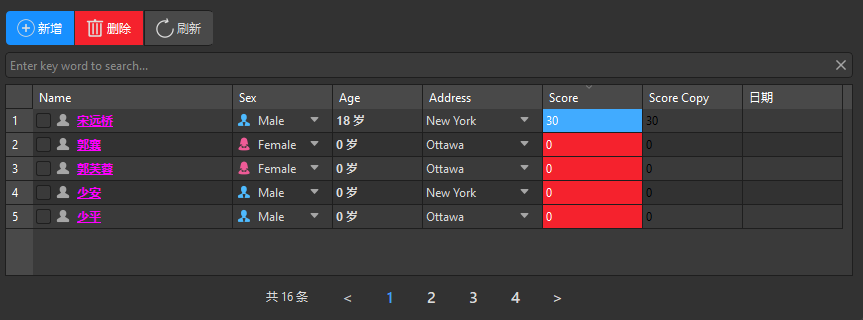 新增 删除 刷新
Enter key word to search...
Name Sex Age Address Score Score Copy 日期
1 宋远桥 Male 18 岁 New York 30 30
2 郭襄 Female 0 岁 Ottawa 0 0
3 郭芙蓉 Female 0 岁 Ottawa 0 0
4 少安 Male 0 岁 New York 0 0
5 少平 Male 0 岁 Ottawa 0 0
共 16 条 < 1 2 3 4 >